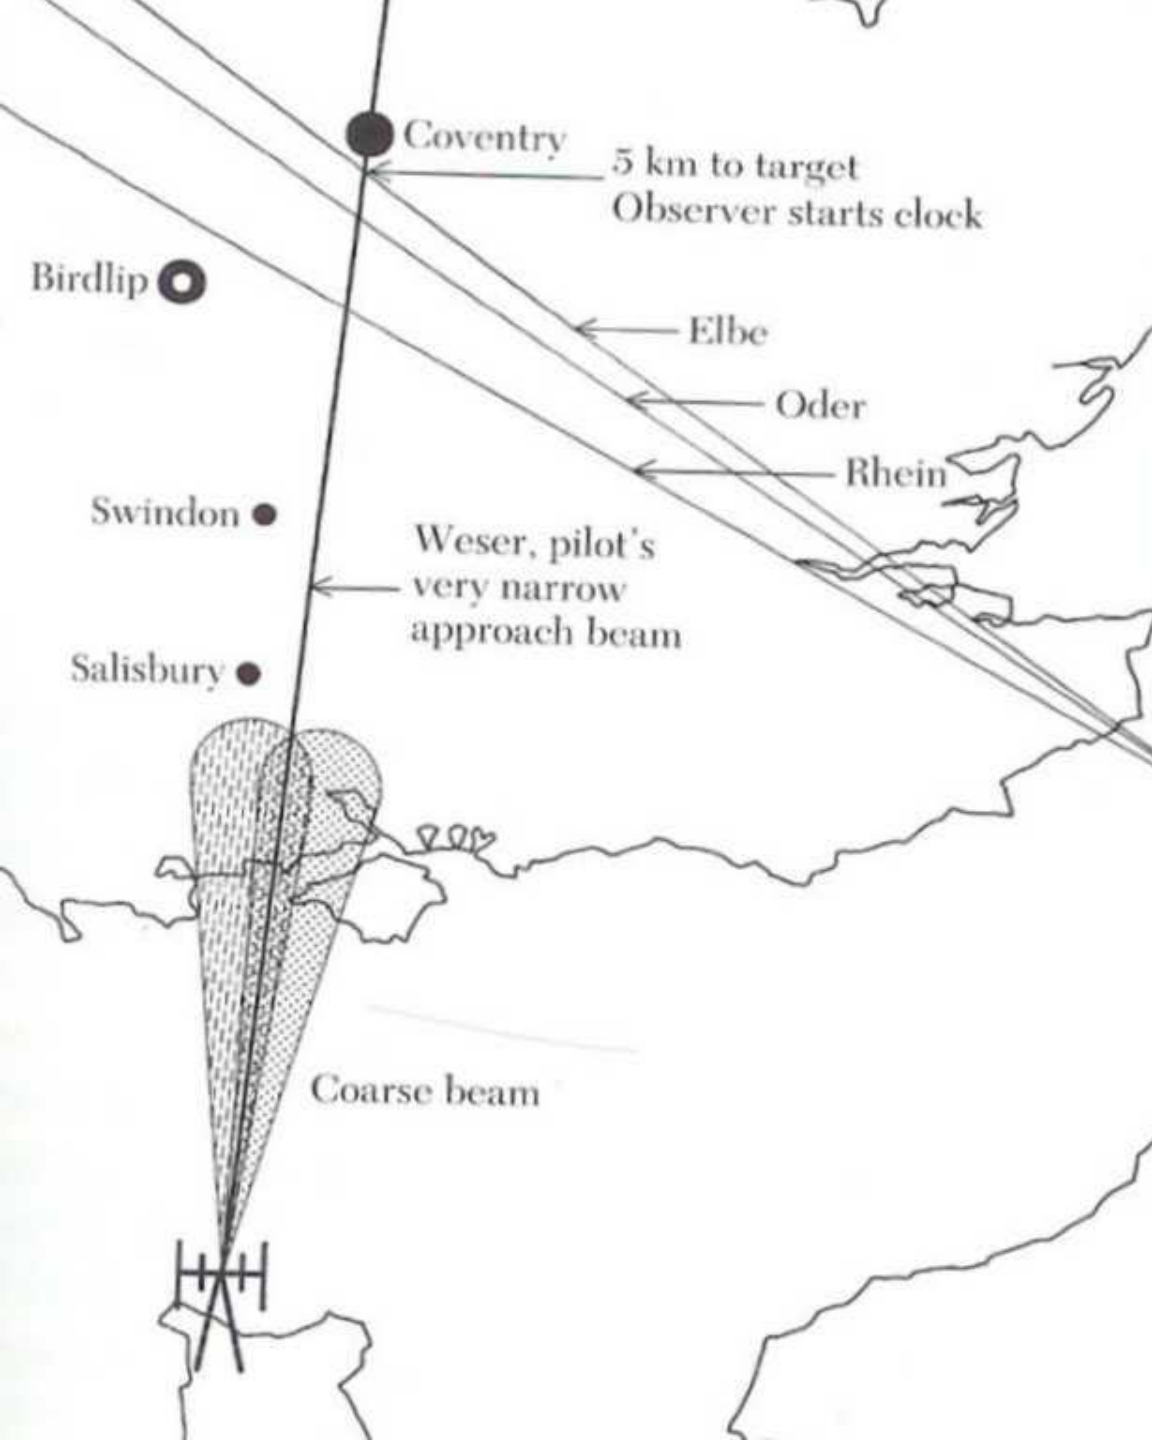 Coventry
5 km to target
Observer starts clock
Birdlip
Elbe
Oder
Rhein
Swindon
Weser, pilot's
very narrow
approach beam
Salisbury
Coarse beam